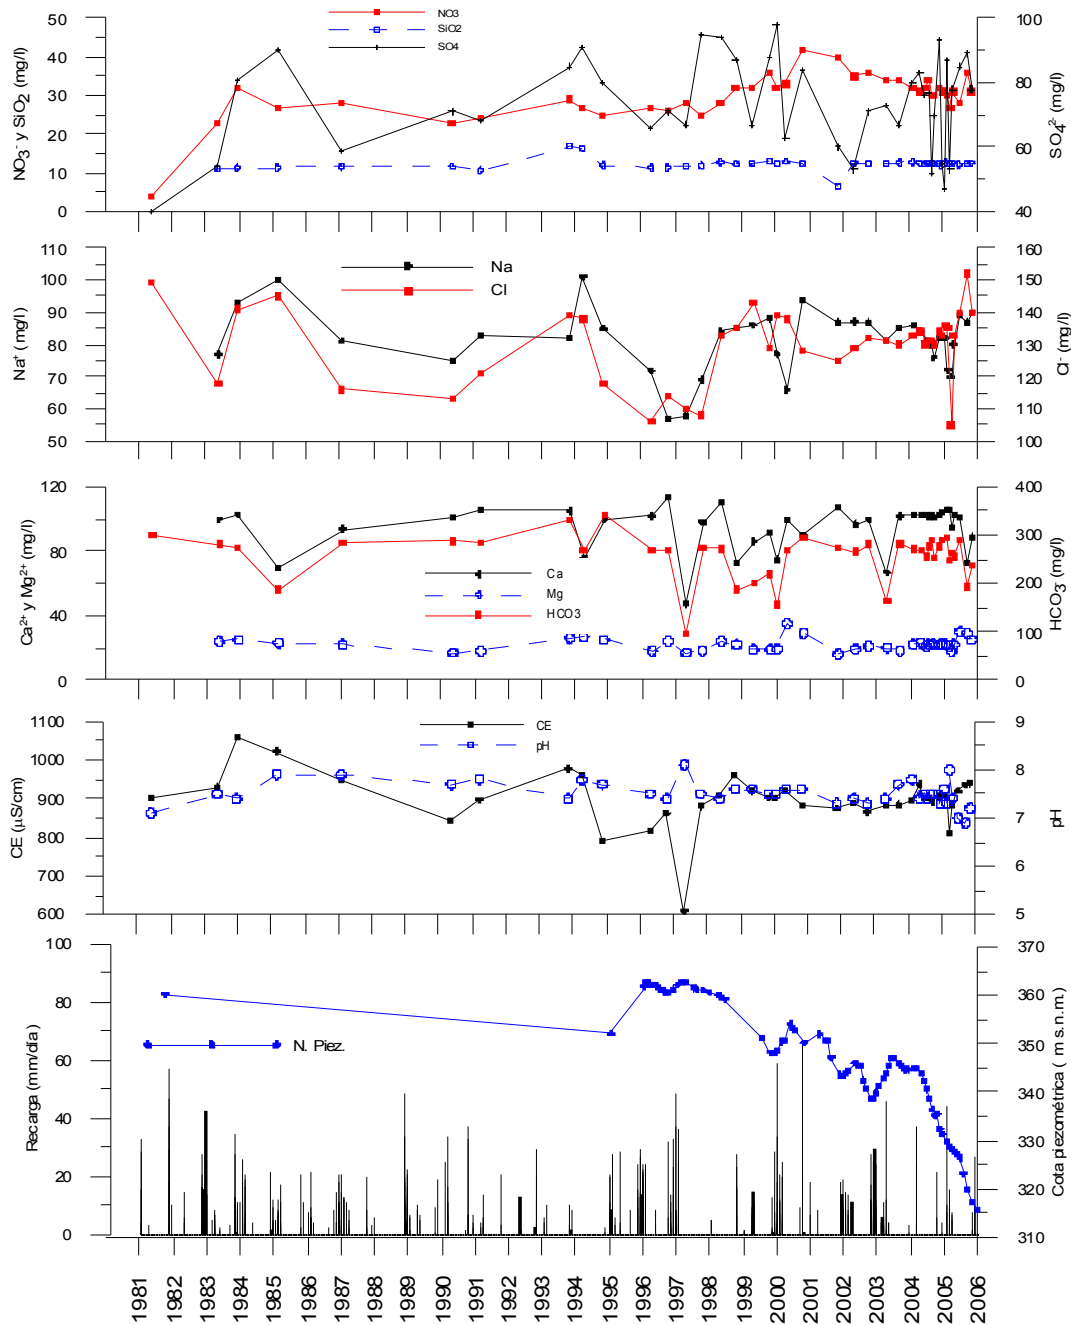 NO3
SiO2
SO4
NO₃⁻ y SiO₂ (mg/l)
50
40
30
20
10
0
SO₄²⁻ (mg/l)
100
80
60
40
Na
Cl
Na⁺ (mg/l)
110
100
90
80
70
60
50
Cl⁻ (mg/l)
160
150
140
130
120
110
100
Ca
Mg
HCO3
Ca²⁺ y Mg²⁺ (mg/l)
120
80
40
0
HCO₃⁻ (mg/l)
400
300
200
100
0
CE
pH
CE (µS/cm)
1100
1000
900
800
700
600
pH
9
8
7
6
5
N. Piez.
Recarga (mm/día)
100
80
60
40
20
0
Cota piezométrica ( m s.n.m.)
370
360
350
340
330
320
310
1981 1982 1983 1984 1985 1986 1987 1988 1989 1990 1991 1992 1993 1994 1995 1996 1997 1998 1999 2000 2001 2002 2003 2004 2005 2006